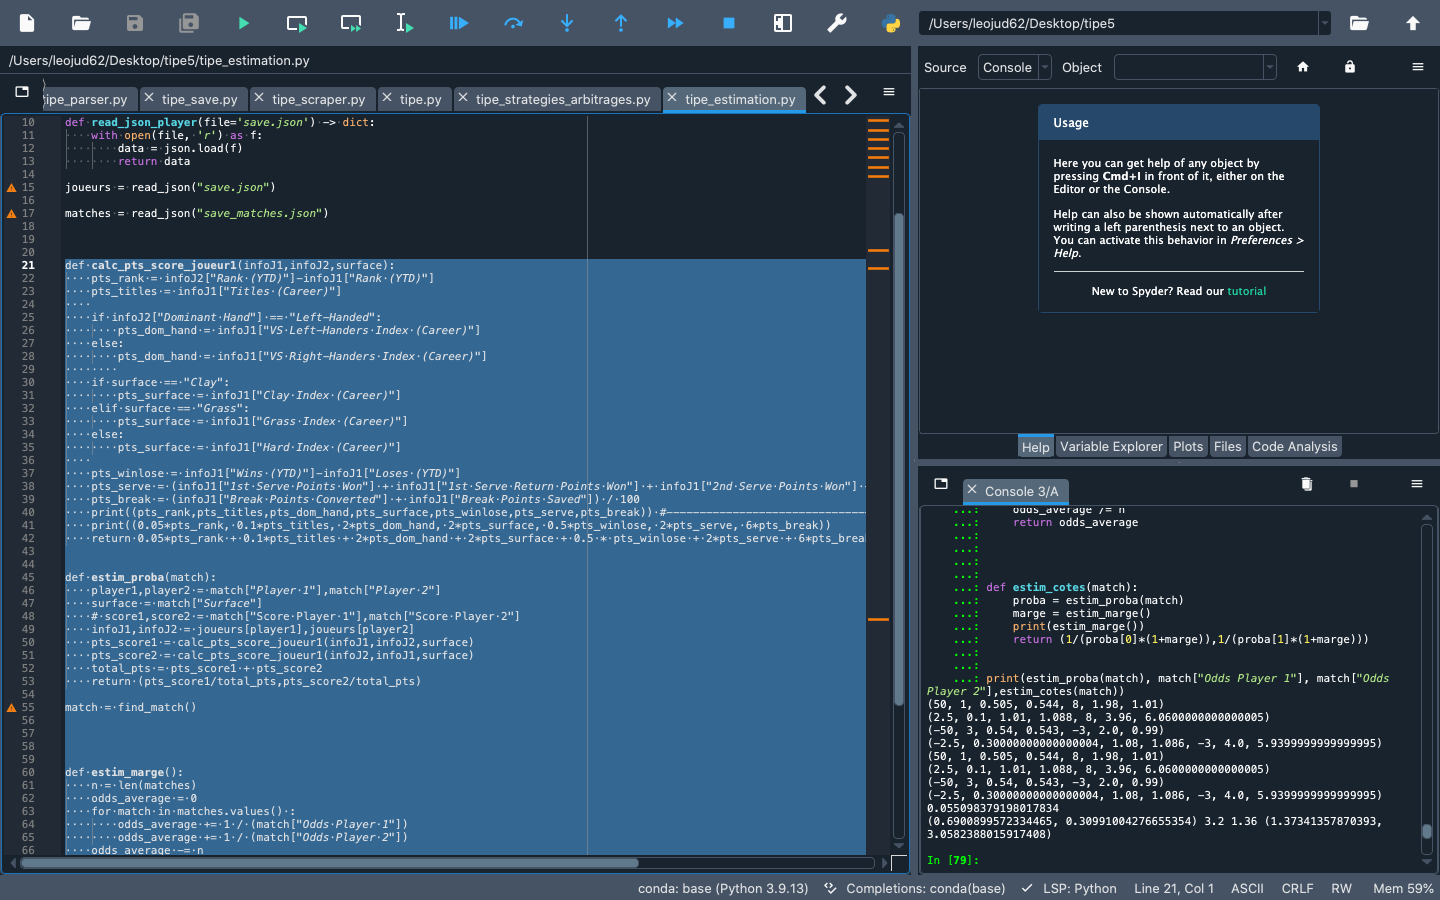 /Users/leojud62/Desktop/tipe5
/Users/leojud62/Desktop/tipe5/tipe_estimation.py
tipe_parser.py
tipe_save.py
tipe_scraper.py
tipe.py
tipe_strategies_arbitrages.py
tipe_estimation.py
10 def read_json_player(file='save.json') -> dict:
11 with open(file, 'r') as f:
12 data = json.load(f)
13 return data
14
15 joueurs = read_json("save.json")
16
17 matches = read_json("save_matches.json")
18
19
20
21 def calc_pts_score_joueur1(infoJ1,infoJ2,surface):
22 pts_rank = infoJ2["Rank (YTD)"]-infoJ1["Rank (YTD)"]
23 pts_titles = infoJ1["Titles (Career)"]
24
25 if infoJ2["Dominant Hand"] == "Left-Handed":
26 pts_dom_hand = infoJ1["VS Left-Handers Index (Career)"]
27 else:
28 pts_dom_hand = infoJ1["VS Right-Handers Index (Career)"]
29
30 if surface == "Clay":
31 pts_surface = infoJ1["Clay Index (Career)"]
32 elif surface == "Grass":
33 pts_surface = infoJ1["Grass Index (Career)"]
34 else:
35 pts_surface = infoJ1["Hard Index (Career)"]
36
37 pts_winlose = infoJ1["Wins (YTD)"]-infoJ1["Loses (YTD)"]
38 pts_serve = (infoJ1["1st Serve Points Won"] + infoJ1["1st Serve Return Points Won"] + infoJ1["2nd Serve Points Won"]
39 pts_break = (infoJ1["Break Points Converted"] + infoJ1["Break Points Saved"]) / 100
40 print((pts_rank,pts_titles,pts_dom_hand,pts_surface,pts_winlose,pts_serve,pts_break)) #------------------------------
41 print((0.05*pts_rank, 0.1*pts_titles, 2*pts_dom_hand, 2*pts_surface, 0.5*pts_winlose, 2*pts_serve, 6*pts_break))
42 return 0.05*pts_rank + 0.1*pts_titles + 2*pts_dom_hand + 2*pts_surface + 0.5 * pts_winlose + 2*pts_serve + 6*pts_brea
43
44
45 def estim_proba(match):
46 player1,player2 = match["Player 1"],match["Player 2"]
47 surface = match["Surface"]
48 # score1,score2 = match["Score Player 1"],match["Score Player 2"]
49 infoJ1,infoJ2 = joueurs[player1],joueurs[player2]
50 pts_score1 = calc_pts_score_joueur1(infoJ1,infoJ2,surface)
51 pts_score2 = calc_pts_score_joueur1(infoJ2,infoJ1,surface)
52 total_pts = pts_score1 + pts_score2
53 return (pts_score1/total_pts,pts_score2/total_pts)
54
55 match = find_match()
56
57
58
59
60 def estim_marge():
61 n = len(matches)
62 odds_average = 0
63 for match in matches.values() :
64 odds_average += 1 / (match["Odds Player 1"])
65 odds_average += 1 / (match["Odds Player 2"])
66 odds_average -= n
Source
Console
Object
Usage
Here you can get help of any object by
pressing Cmd+I in front of it, either on the
Editor or the Console.
Help can also be shown automatically after
writing a left parenthesis next to an object.
You can activate this behavior in Preferences >
Help.
New to Spyder? Read our tutorial
Help
Variable Explorer
Plots
Files
Code Analysis
Console 3/A
...: odds_average /= n
...: return odds_average
...:
...:
...:
...:
...: def estim_cotes(match):
...: proba = estim_proba(match)
...: marge = estim_marge()
...: print(estim_marge())
...: return (1/(proba[0]*(1+marge)),1/(proba[1]*(1+marge)))
...:
...:
...: print(estim_proba(match), match["Odds Player 1"], match["Odds
Player 2"],estim_cotes(match))
(50, 1, 0.505, 0.544, 8, 1.98, 1.01)
(2.5, 0.1, 1.01, 1.088, 8, 3.96, 6.0600000000000005)
(-50, 3, 0.54, 0.543, -3, 2.0, 0.99)
(-2.5, 0.30000000000000004, 1.08, 1.086, -3, 4.0, 5.9399999999999995)
(50, 1, 0.505, 0.544, 8, 1.98, 1.01)
(2.5, 0.1, 1.01, 1.088, 8, 3.96, 6.0600000000000005)
(-50, 3, 0.54, 0.543, -3, 2.0, 0.99)
(-2.5, 0.30000000000000004, 1.08, 1.086, -3, 4.0, 5.9399999999999995)
0.055098379198017834
(0.6900899572334465, 0.30991004276655354) 3.2 1.36 (1.37341357870393,
3.0582388015917408)
In [79]:
conda: base (Python 3.9.13)
Completions: conda(base)
LSP: Python
Line 21, Col 1
ASCII
CRLF
RW
Mem 59%